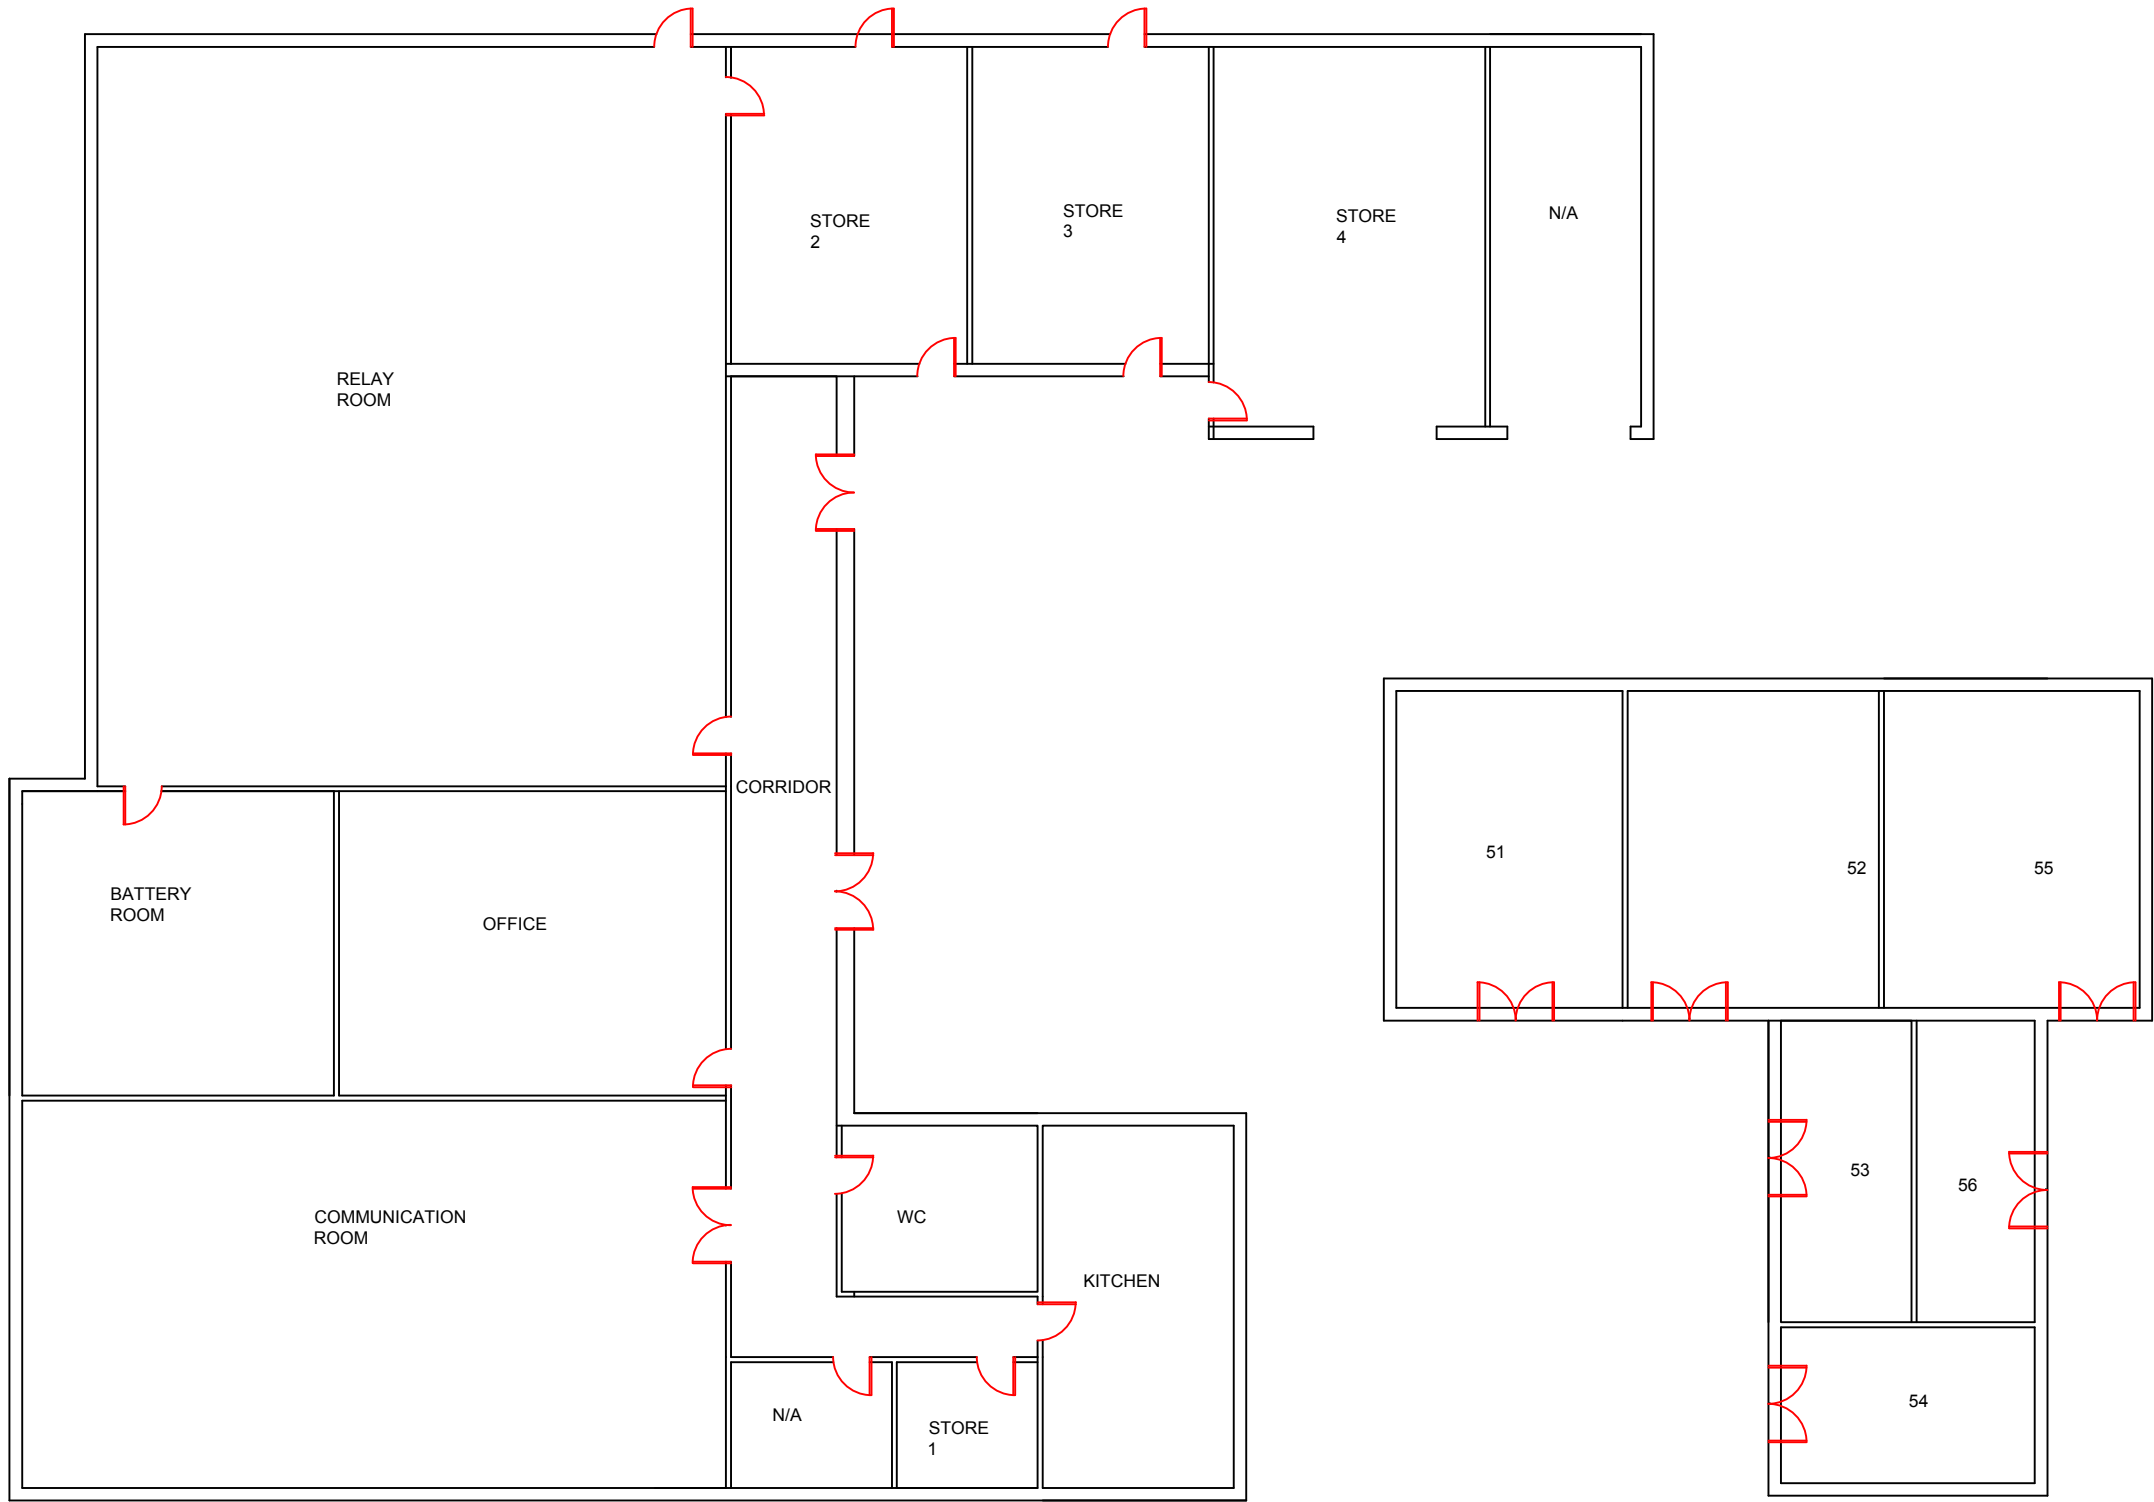 STORE
2
STORE
3
STORE
4
N/A
RELAY
ROOM
CORRIDOR
BATTERY
ROOM
OFFICE
51
52
55
COMMUNICATION
ROOM
WC
KITCHEN
53
56
N/A
STORE
1
54